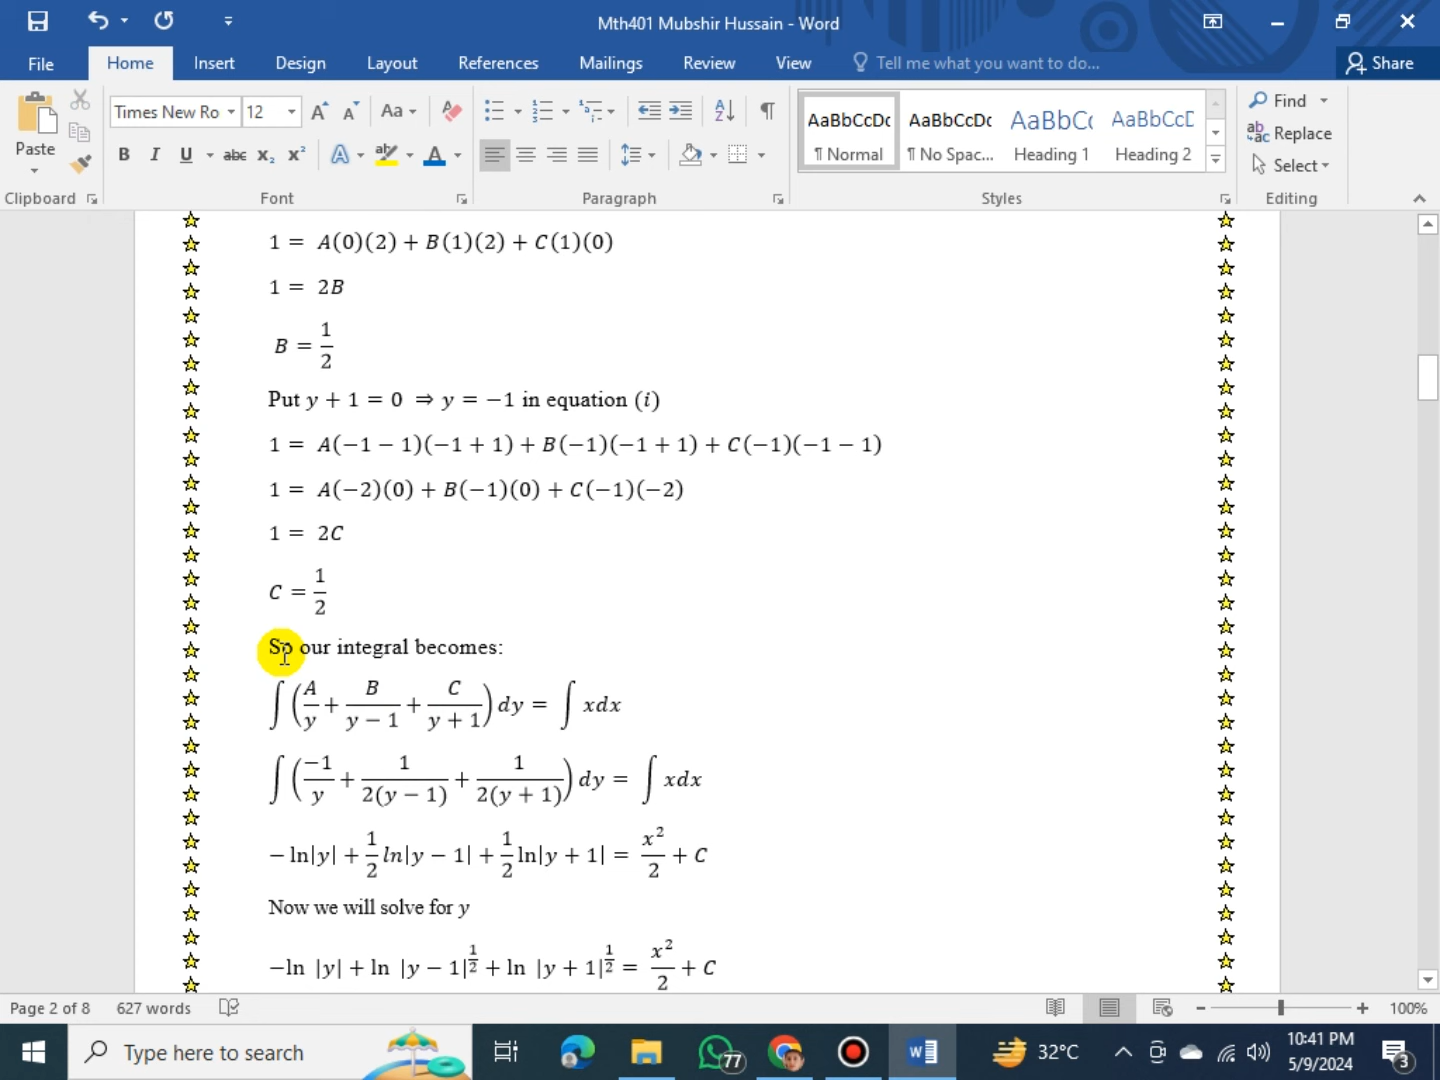 Mth401 Mubshir Hussain - Word
File Home Insert Design Layout References Mailings Review View Tell me what you want to do... Share
Paste
Times New Ro 12 Aa
B I U abc x₂ x²
AaBbCcDc AaBbCcDc AaBbC AaBbCcD
¶ Normal ¶ No Spac... Heading 1 Heading 2
Find
Replace
Select
Clipboard Font Paragraph Styles Editing
1 = A(0)(2) + B(1)(2) + C(1)(0)
1 = 2B
B = 1/2
Put y + 1 = 0 ⇒ y = −1 in equation (i)
1 = A(−1 − 1)(−1 + 1) + B(−1)(−1 + 1) + C(−1)(−1 − 1)
1 = A(−2)(0) + B(−1)(0) + C(−1)(−2)
1 = 2C
C = 1/2
So our integral becomes:
∫ (A/y + B/(y − 1) + C/(y + 1)) dy = ∫ xdx
∫ (−1/y + 1/(2(y − 1)) + 1/(2(y + 1))) dy = ∫ xdx
− ln|y| + 1/2 ln|y − 1| + 1/2 ln|y + 1| = x²/2 + C
Now we will solve for y
−ln |y| + ln |y − 1|^(1/2) + ln |y + 1|^(1/2) = x²/2 + C
Page 2 of 8 627 words 100%
Type here to search
77
32°C
10:41 PM
5/9/2024
3